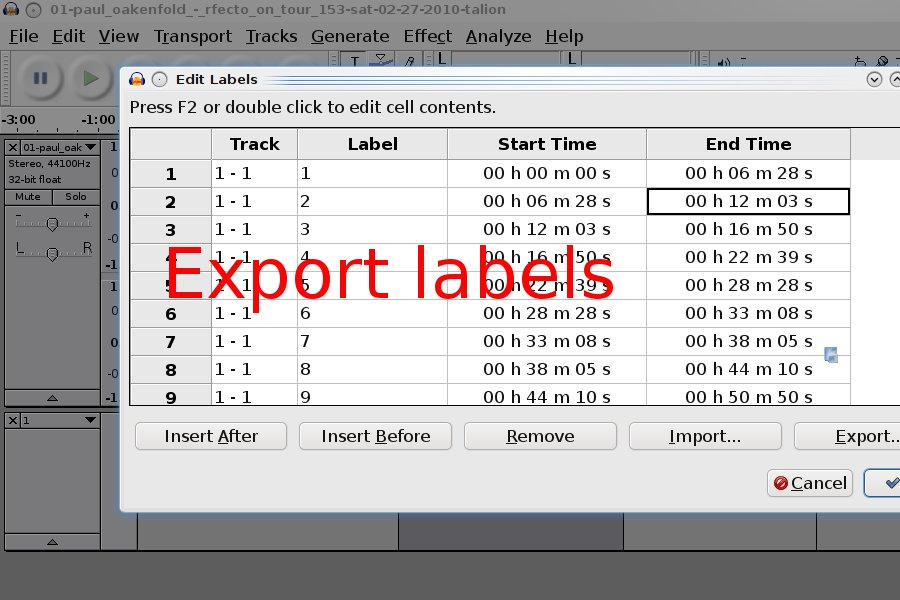 01-paul_oakenfold_-_rfecto_on_tour_153-sat-02-27-2010-talion
File Edit View Transport Tracks Generate Effect Analyze Help
L L
Edit Labels
Press F2 or double click to edit cell contents.
-3:00 -1:00
Track Label Start Time End Time
1 1 - 1 1 00 h 00 m 00 s 00 h 06 m 28 s
2 1 - 1 2 00 h 06 m 28 s 00 h 12 m 03 s
3 1 - 1 3 00 h 12 m 03 s 00 h 16 m 50 s
4 1 - 1 4 00 h 16 m 50 s 00 h 22 m 39 s
5 1 - 1 5 00 h 22 m 39 s 00 h 28 m 28 s
6 1 - 1 6 00 h 28 m 28 s 00 h 33 m 08 s
7 1 - 1 7 00 h 33 m 08 s 00 h 38 m 05 s
8 1 - 1 8 00 h 38 m 05 s 00 h 44 m 10 s
9 1 - 1 9 00 h 44 m 10 s 00 h 50 m 50 s
Export labels
01-paul_oak
Stereo, 44100Hz
32-bit float
Mute Solo
- +
L R
1
Insert After Insert Before Remove Import... Export..
Cancel